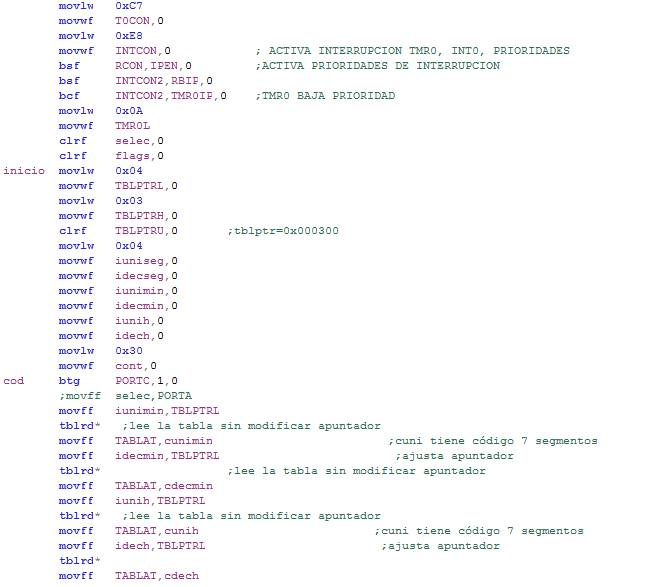 movlw 0xC7
movwf T0CON,0
movlw 0xE8
movwf INTCON,0 ; ACTIVA INTERRUPCION TMR0, INT0, PRIORIDADES
bsf RCON,IPEN,0 ;ACTIVA PRIORIDADES DE INTERRUPCION
bsf INTCON2,RBIP,0
bcf INTCON2,TMR0IP,0 ;TMR0 BAJA PRIORIDAD
movlw 0x0A
movwf TMR0L
clrf selec,0
clrf flags,0
inicio movlw 0x04
movwf TBLPTRL,0
movlw 0x03
movwf TBLPTRH,0
clrf TBLPTRU,0 ;tblptr=0x000300
movlw 0x04
movwf iuniseg,0
movwf idecseg,0
movwf iunimin,0
movwf idecmin,0
movwf iunih,0
movwf idech,0
movlw 0x30
movwf cont,0
cod btg PORTC,1,0
;movff selec,PORTA
movff iunimin,TBLPTRL
tblrd* ;lee la tabla sin modificar apuntador
movff TABLAT,cunimin ;cuni tiene código 7 segmentos
movff idecmin,TBLPTRL ;ajusta apuntador
tblrd* ;lee la tabla sin modificar apuntador
movff TABLAT,cdecmin
movff iunih,TBLPTRL
tblrd* ;lee la tabla sin modificar apuntador
movff TABLAT,cunih ;cuni tiene código 7 segmentos
movff idech,TBLPTRL ;ajusta apuntador
tblrd*
movff TABLAT,cdech